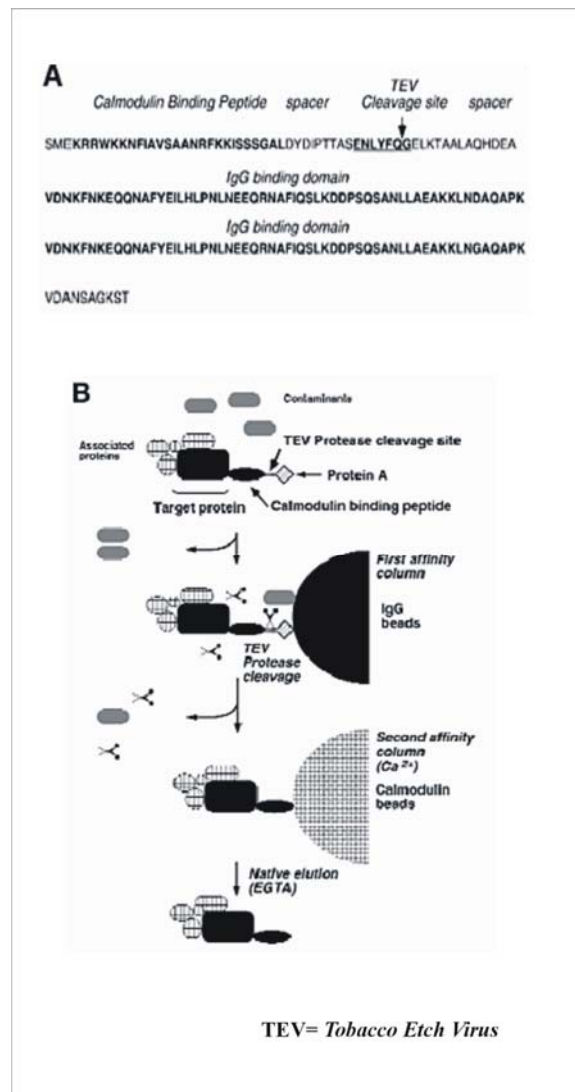 A
TEV
Calmodulin Binding Peptide spacer Cleavage site spacer
SMEKRRWKKNFIAVSAANRFKKISSSGALDYDIPTTASENLYFQGELKTAALAQHDEA
IgG binding domain
VDNKFNKEQQNAFYEILHLPNLNEEQRNAFIQSLKDDPSQSANLLAEAKKLNDAQAPK
IgG binding domain
VDNKFNKEQQNAFYEILHLPNLNEEQRNAFIQSLKDDPSQSANLLAEAKKLNGAQAPK
VDANSAGKST
B
Contaminants
Associated proteins
TEV Protease cleavage site
Protein A
Target protein
Calmodulin binding peptide
First affinity
column
IgG
beads
TEV
Protease
cleavage
Second affinity
column
(Ca2+)
Calmodulin
beads
Native elution
(EGTA)
TEV= Tobacco Etch Virus